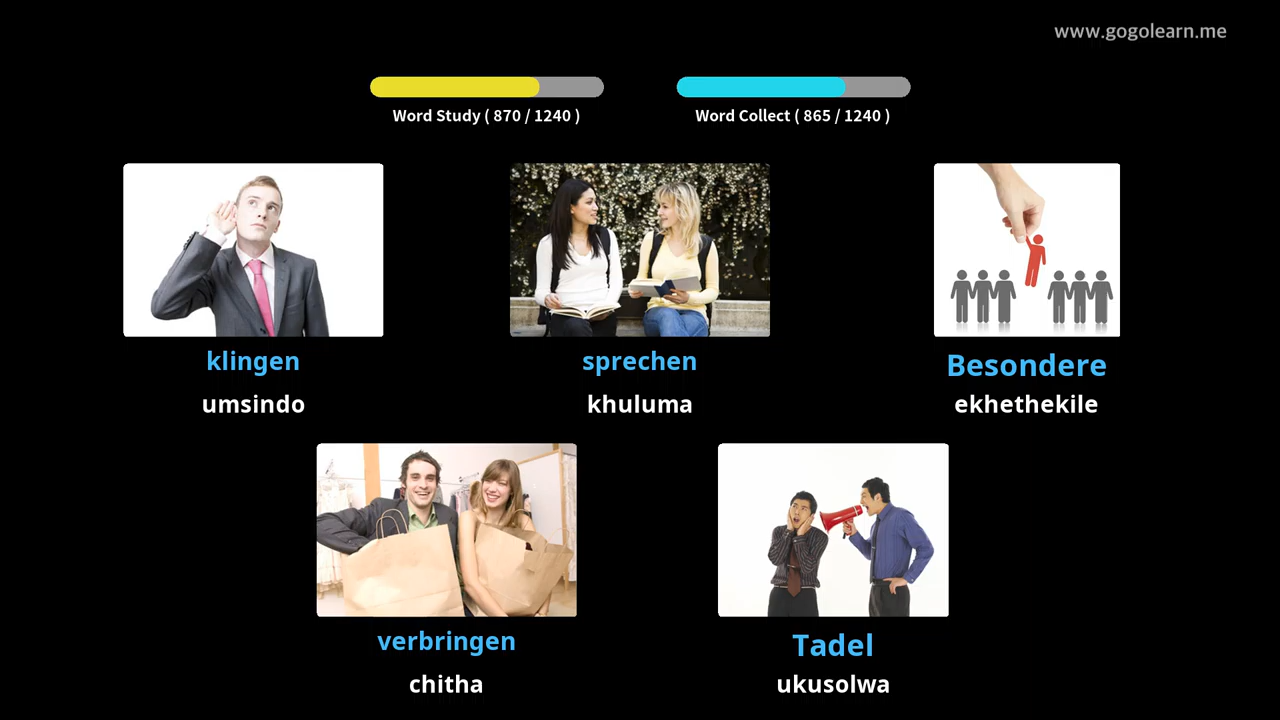 www.gogolearn.me
Word Study ( 870 / 1240 )
Word Collect ( 865 / 1240 )
klingen
umsindo
sprechen
khuluma
Besondere
ekhethekile
verbringen
chitha
Tadel
ukusolwa